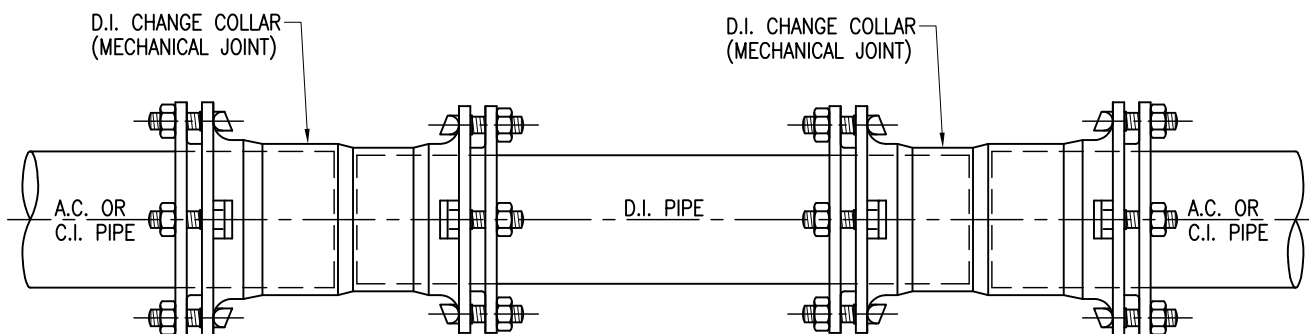 D.I. CHANGE COLLAR
(MECHANICAL JOINT)
D.I. CHANGE COLLAR
(MECHANICAL JOINT)
A.C. OR
C.I. PIPE
D.I. PIPE
A.C. OR
C.I. PIPE